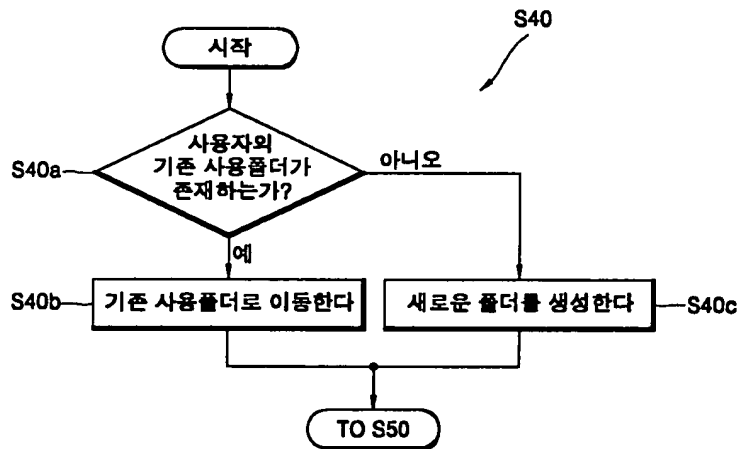 S40
시작
사용자의
기존 사용폴더가
존재하는가?
S40a
아니오
예
S40b
기존 사용폴더로 이동한다
새로운 폴더를 생성한다
S40c
TO S50